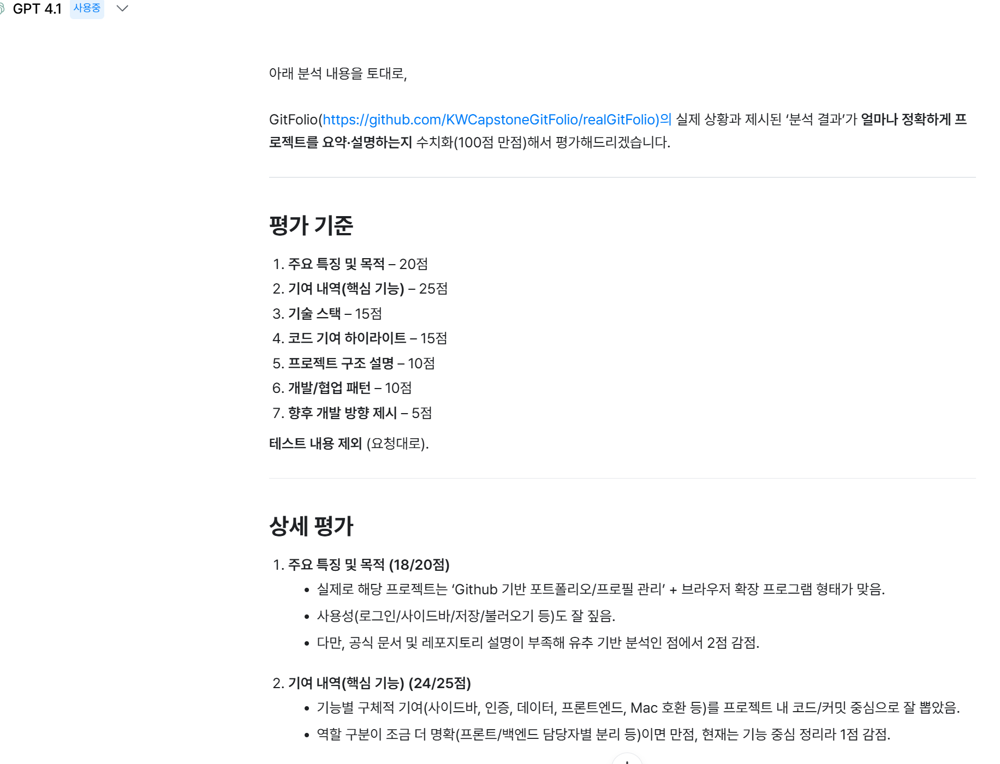 GPT 4.1 사용중
아래 분석 내용을 토대로,
GitFolio(https://github.com/KWCapstoneGitFolio/realGitFolio)의 실제 상황과 제시된 ‘분석 결과’가 얼마나 정확하게 프
로젝트를 요약·설명하는지 수치화(100점 만점)해서 평가해드리겠습니다.
평가 기준
1. 주요 특징 및 목적 – 20점
2. 기여 내역(핵심 기능) – 25점
3. 기술 스택 – 15점
4. 코드 기여 하이라이트 – 15점
5. 프로젝트 구조 설명 – 10점
6. 개발/협업 패턴 – 10점
7. 향후 개발 방향 제시 – 5점
테스트 내용 제외 (요청대로).
상세 평가
1. 주요 특징 및 목적 (18/20점)
• 실제로 해당 프로젝트는 ‘Github 기반 포트폴리오/프로필 관리’ + 브라우저 확장 프로그램 형태가 맞음.
• 사용성(로그인/사이드바/저장/불러오기 등)도 잘 짚음.
• 다만, 공식 문서 및 레포지토리 설명이 부족해 유추 기반 분석인 점에서 2점 감점.
2. 기여 내역(핵심 기능) (24/25점)
• 기능별 구체적 기여(사이드바, 인증, 데이터, 프론트엔드, Mac 호환 등)를 프로젝트 내 코드/커밋 중심으로 잘 뽑았음.
• 역할 구분이 조금 더 명확(프론트/백엔드 담당자별 분리 등)이면 만점, 현재는 기능 중심 정리라 1점 감점.